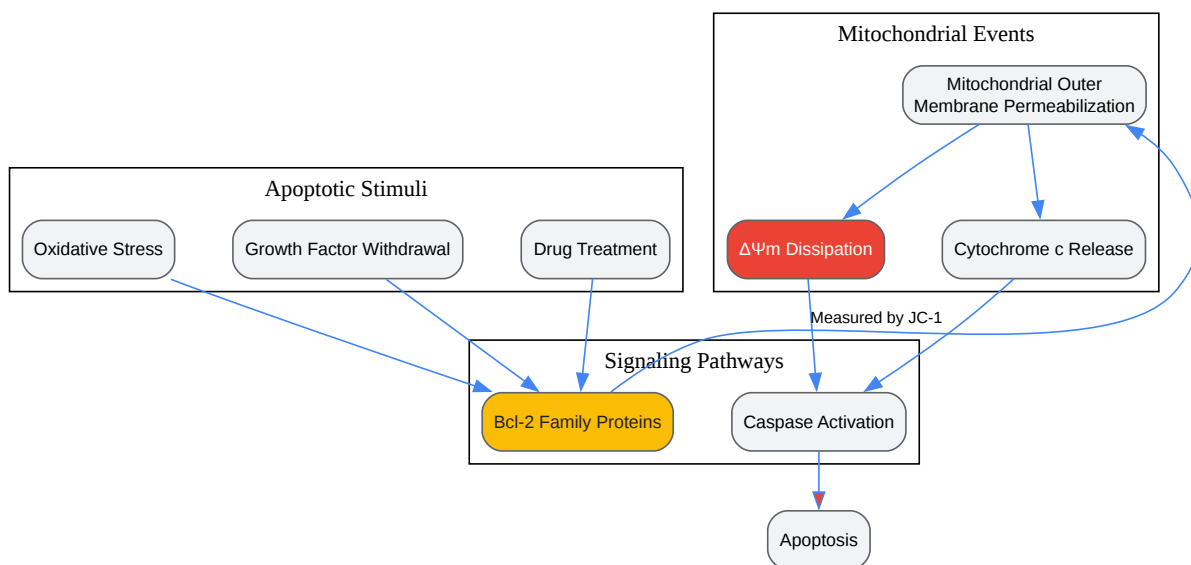 Mitochondrial Events
Mitochondrial Outer
Membrane Permeabilization
Apoptotic Stimuli
Oxidative Stress
Growth Factor Withdrawal
Drug Treatment
ΔΨm Dissipation
Cytochrome c Release
Measured by JC-1
Signaling Pathways
Bcl-2 Family Proteins
Caspase Activation
Apoptosis